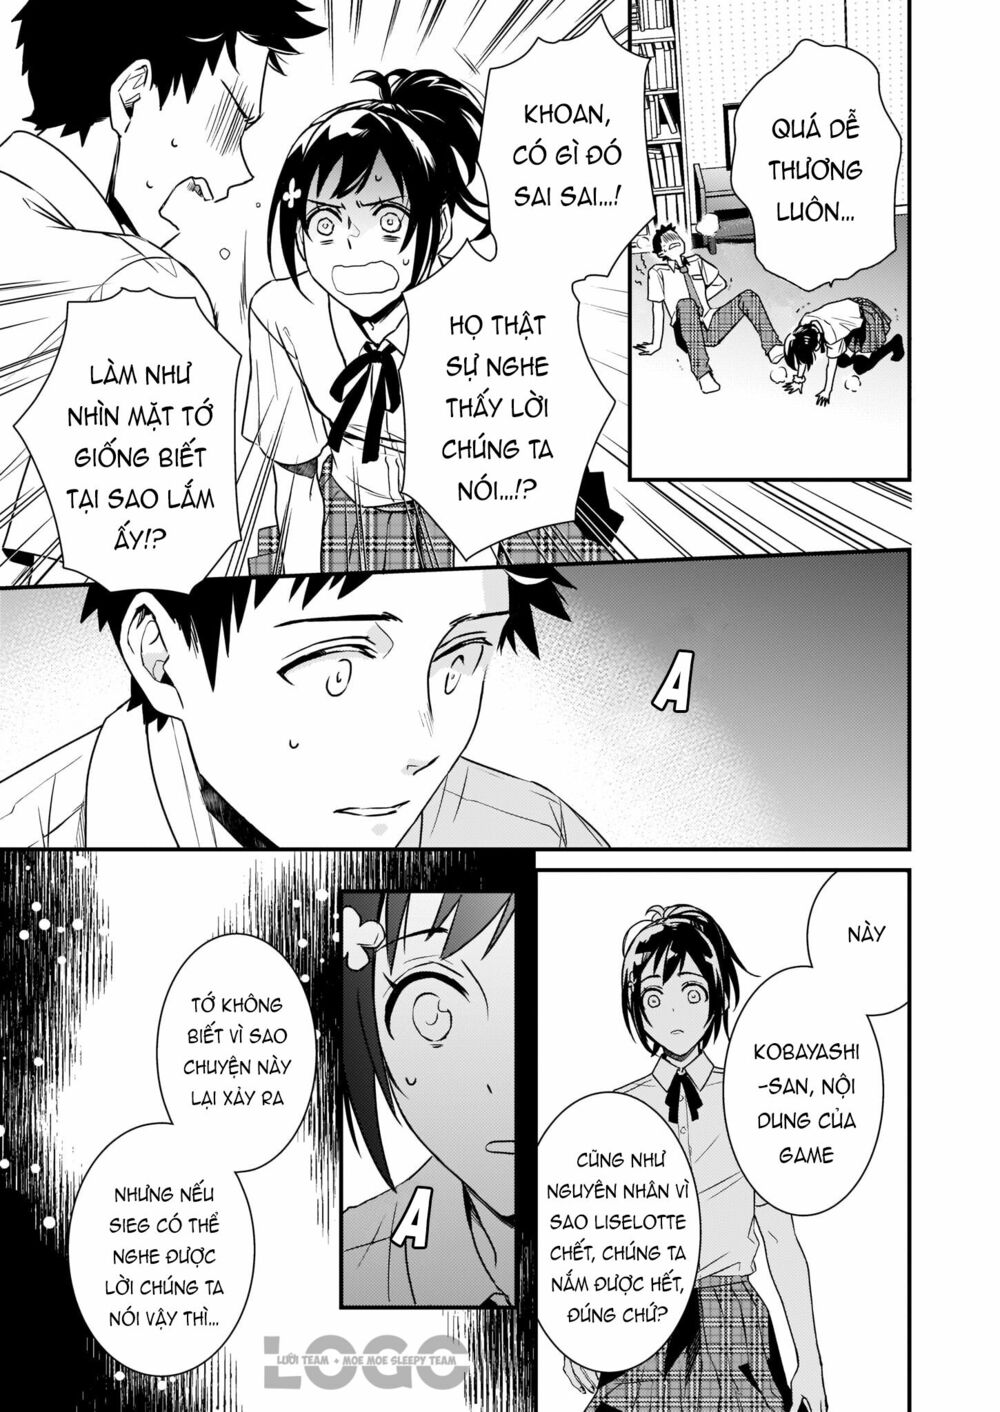 QUÁ DỄ
THƯƠNG
LUÔN...
KHOAN,
CÓ GÌ ĐÓ
SAI SAI...!
HỌ THẬT
SỰ NGHE
THẤY LỜI
CHÚNG TA
NÓI...!?
LÀM NHƯ
NHÌN MẶT TỚ
GIỐNG BIẾT
TẠI SAO LẮM
ẤY!?
A
NÀY
KOBAYASHI
-SAN, NỘI
DUNG CỦA
GAME
CŨNG NHƯ
NGUYÊN NHÂN VÌ
SAO LISELOTTE
CHẾT, CHÚNG TA
NẮM ĐƯỢC HẾT,
ĐÚNG CHỨ?
A
TỚ KHÔNG
BIẾT VÌ SAO
CHUYỆN NÀY
LẠI XẢY RA
NHƯNG NẾU
SIEG CÓ THỂ
NGHE ĐƯỢC
LỜI CHÚNG TA
NÓI VẬY THÌ...
LOGO
LƯỜI TEAM + MOE MOE SLEEPY TEAM